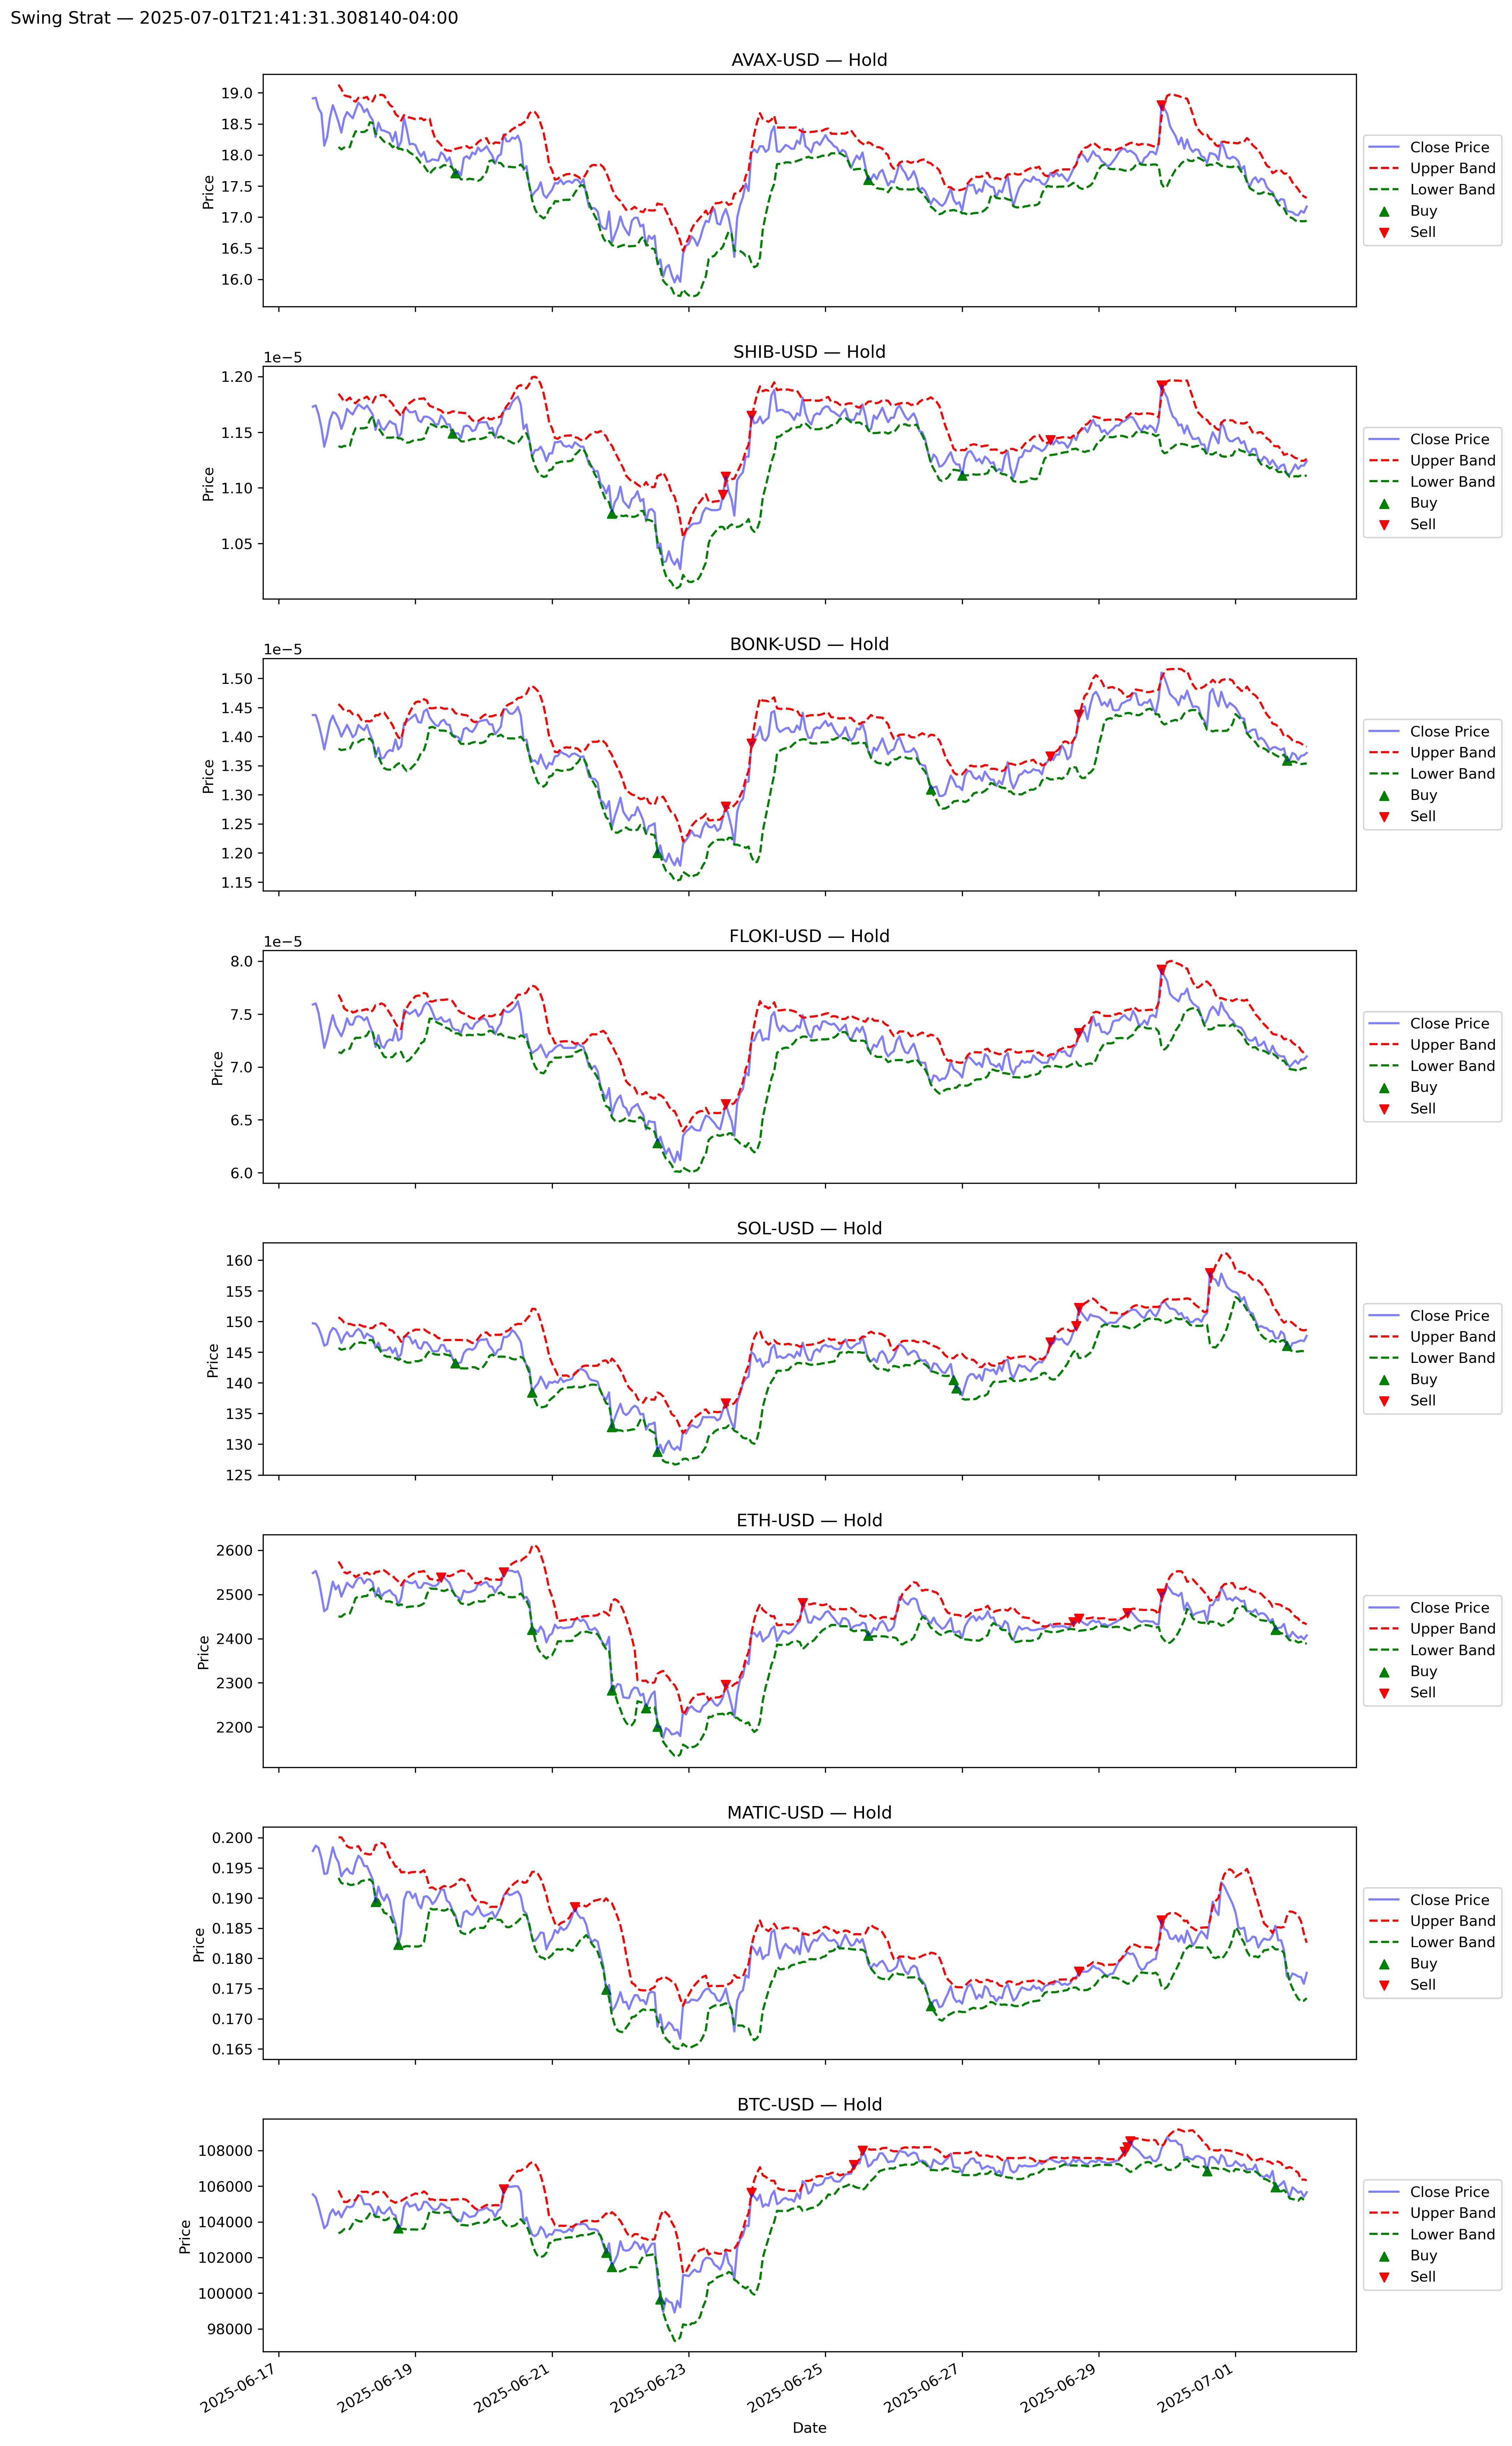 Swing Strat — 2025-07-01T21:41:31.308140-04:00
AVAX-USD — Hold
19.0
18.5
18.0
17.5
17.0
16.5
16.0
Price
Close Price
Upper Band
Lower Band
Buy
Sell
SHIB-USD — Hold
1e−5
1.20
1.15
1.10
1.05
Price
Close Price
Upper Band
Lower Band
Buy
Sell
BONK-USD — Hold
1e−5
1.50
1.45
1.40
1.35
1.30
1.25
1.20
1.15
Price
Close Price
Upper Band
Lower Band
Buy
Sell
FLOKI-USD — Hold
1e−5
8.0
7.5
7.0
6.5
6.0
Price
Close Price
Upper Band
Lower Band
Buy
Sell
SOL-USD — Hold
160
155
150
145
140
135
130
125
Price
Close Price
Upper Band
Lower Band
Buy
Sell
ETH-USD — Hold
2600
2500
2400
2300
2200
Price
Close Price
Upper Band
Lower Band
Buy
Sell
MATIC-USD — Hold
0.200
0.195
0.190
0.185
0.180
0.175
0.170
0.165
Price
Close Price
Upper Band
Lower Band
Buy
Sell
BTC-USD — Hold
108000
106000
104000
102000
100000
98000
Price
Close Price
Upper Band
Lower Band
Buy
Sell
2025-06-17
2025-06-19
2025-06-21
2025-06-23
2025-06-25
2025-06-27
2025-06-29
2025-07-01
Date